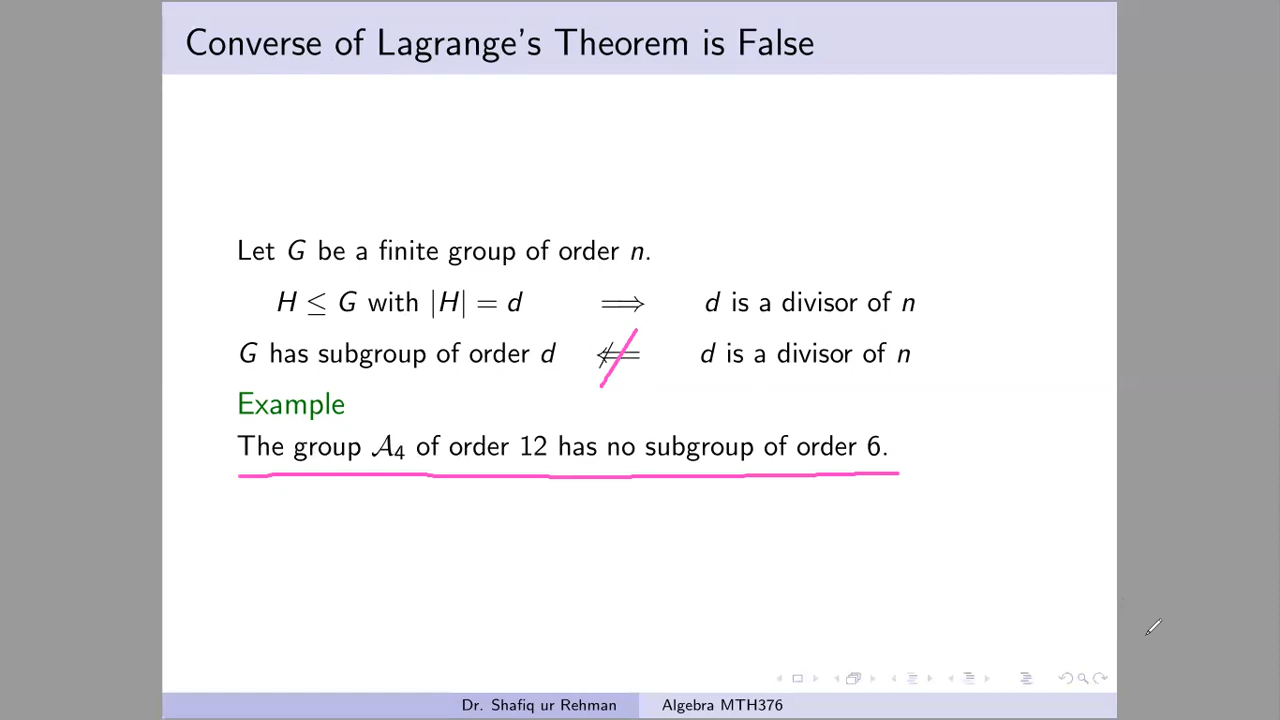 Converse of Lagrange's Theorem is False
Let G be a finite group of order n.
H ≤ G with |H| = d ⟹ d is a divisor of n
G has subgroup of order d ⟸̸ d is a divisor of n
Example
The group 𝒜₄ of order 12 has no subgroup of order 6.
Dr. Shafiq ur Rehman Algebra MTH376